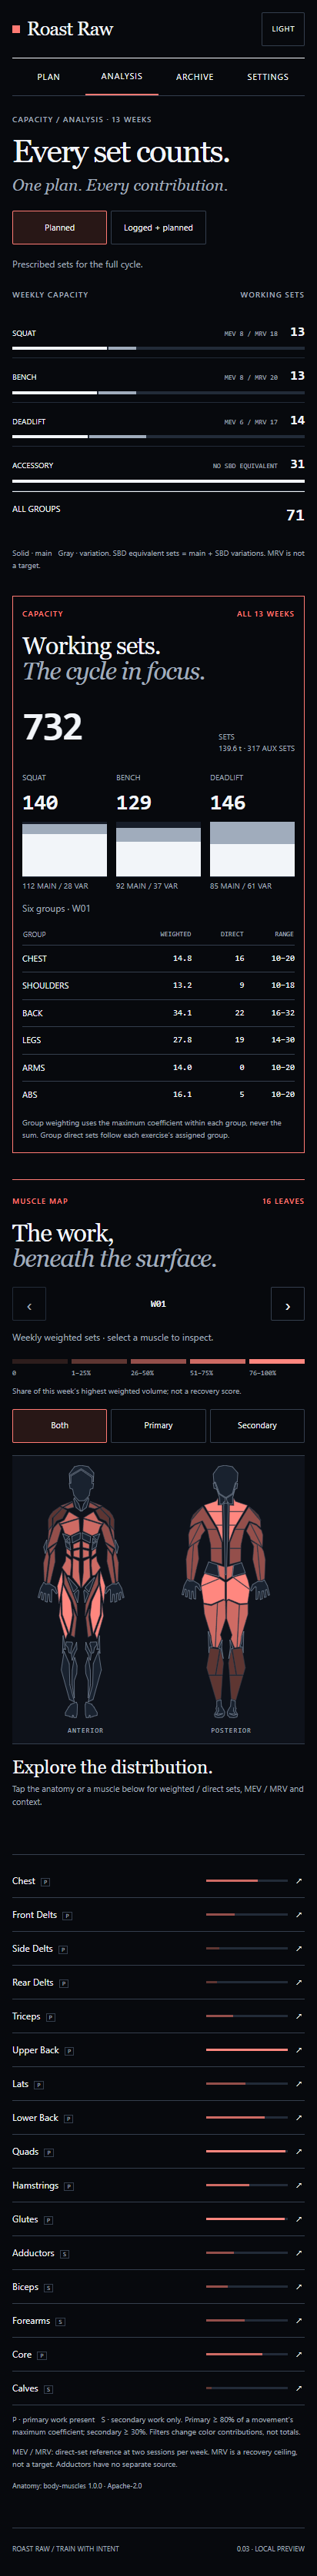 Roast Raw
LIGHT
PLAN ANALYSIS ARCHIVE SETTINGS
CAPACITY / ANALYSIS · 13 WEEKS
Every set counts.
One plan. Every contribution.
Planned Logged + planned
Prescribed sets for the full cycle.
WEEKLY CAPACITY WORKING SETS
SQUAT MEV 8 / MRV 18 13
BENCH MEV 8 / MRV 20 13
DEADLIFT MEV 6 / MRV 17 14
ACCESSORY NO SBD EQUIVALENT 31
ALL GROUPS 71
Solid · main Gray · variation. SBD equivalent sets = main + SBD variations. MRV is not
a target.
CAPACITY ALL 13 WEEKS
Working sets.
The cycle in focus.
732
SETS
139.6 t · 317 AUX SETS
SQUAT BENCH DEADLIFT
140 129 146
112 MAIN / 28 VAR 92 MAIN / 37 VAR 85 MAIN / 61 VAR
Six groups · W01
GROUP WEIGHTED DIRECT RANGE
CHEST 14.8 16 10–20
SHOULDERS 13.2 9 10–18
BACK 34.1 22 16–32
LEGS 27.8 19 14–30
ARMS 14.0 0 10–20
ABS 16.1 5 10–20
Group weighting uses the maximum coefficient within each group, never the
sum. Group direct sets follow each exercise's assigned group.
MUSCLE MAP 16 LEAVES
The work,
beneath the surface.
‹ W01 ›
Weekly weighted sets · select a muscle to inspect.
0 1–25% 26–50% 51–75% 76–100%
Share of this week's highest weighted volume; not a recovery score.
Both Primary Secondary
ANTERIOR POSTERIOR
Explore the distribution.
Tap the anatomy or a muscle below for weighted / direct sets, MEV / MRV and
context.
Chest P ↗
Front Delts P ↗
Side Delts P ↗
Rear Delts P ↗
Triceps P ↗
Upper Back P ↗
Lats P ↗
Lower Back P ↗
Quads P ↗
Hamstrings P ↗
Glutes P ↗
Adductors S ↗
Biceps S ↗
Forearms S ↗
Core P ↗
Calves S ↗
P · primary work present S · secondary work only. Primary ≥ 80% of a movement's
maximum coefficient; secondary ≥ 30%. Filters change color contributions, not totals.
MEV / MRV: direct-set reference at two sessions per week. MRV is a recovery ceiling,
not a target. Adductors have no separate source.
Anatomy: body-muscles 1.0.0 · Apache-2.0
ROAST RAW / TRAIN WITH INTENT 0.03 · LOCAL PREVIEW